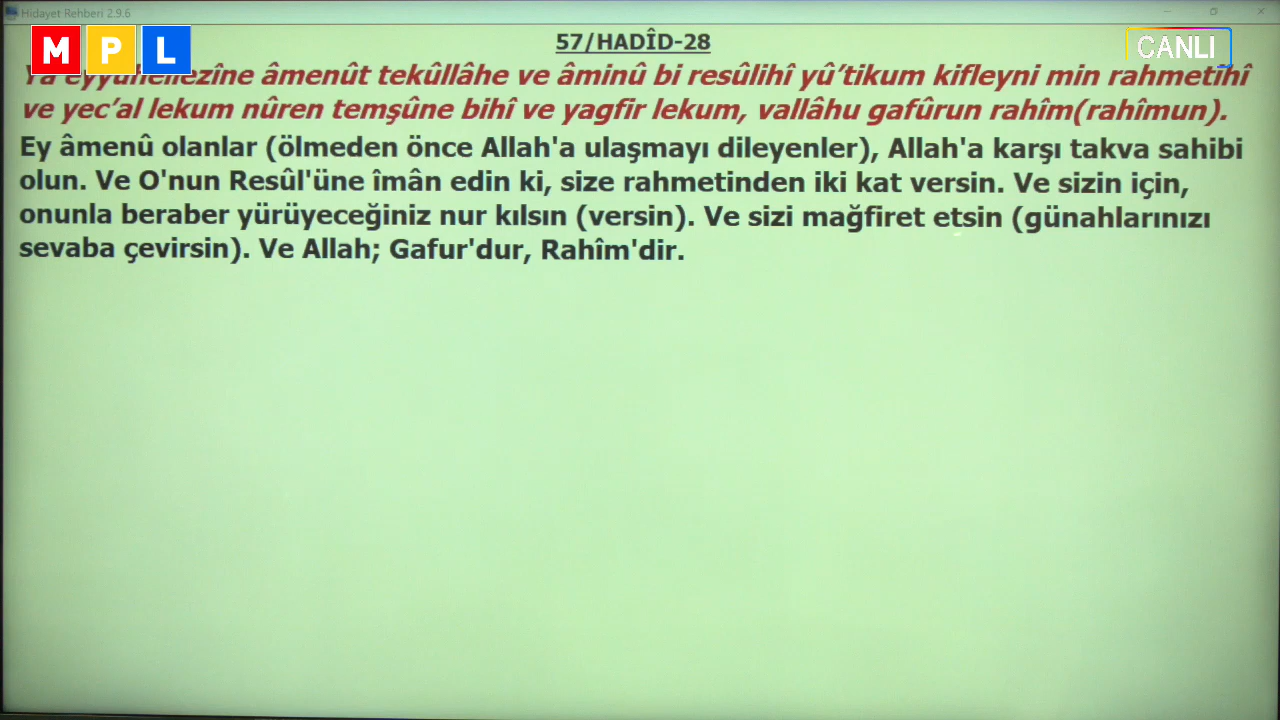 Hidayet Rehberi 2.9.6
MPL
CANLI
57/HADÎD-28
Yâ eyyuhellezîne âmenût tekûllâhe ve âminû bi resûlihî yû’tikum kifleyni min rahmetihî
ve yec’al lekum nûren temşûne bihî ve yagfir lekum, vallâhu gafûrun rahîm(rahîmun).
Ey âmenû olanlar (ölmeden önce Allah'a ulaşmayı dileyenler), Allah'a karşı takva sahibi
olun. Ve O'nun Resûl'üne îmân edin ki, size rahmetinden iki kat versin. Ve sizin için,
onunla beraber yürüyeceğiniz nur kılsın (versin). Ve sizi mağfiret etsin (günahlarınızı
sevaba çevirsin). Ve Allah; Gafur'dur, Rahîm'dir.